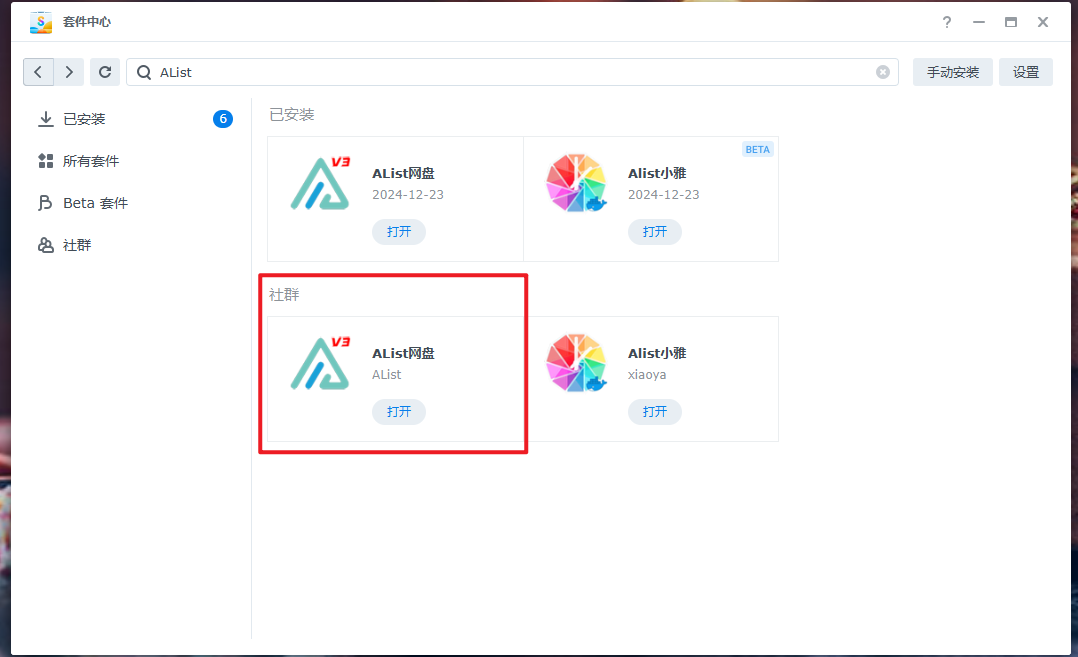 套件中心
AList
手动安装
设置
已安装
6
所有套件
Beta 套件
社群
已安装
V3
AList网盘
2024-12-23
打开
BETA
Alist小雅
2024-12-23
打开
社群
V3
AList网盘
AList
打开
Alist小雅
xiaoya
打开